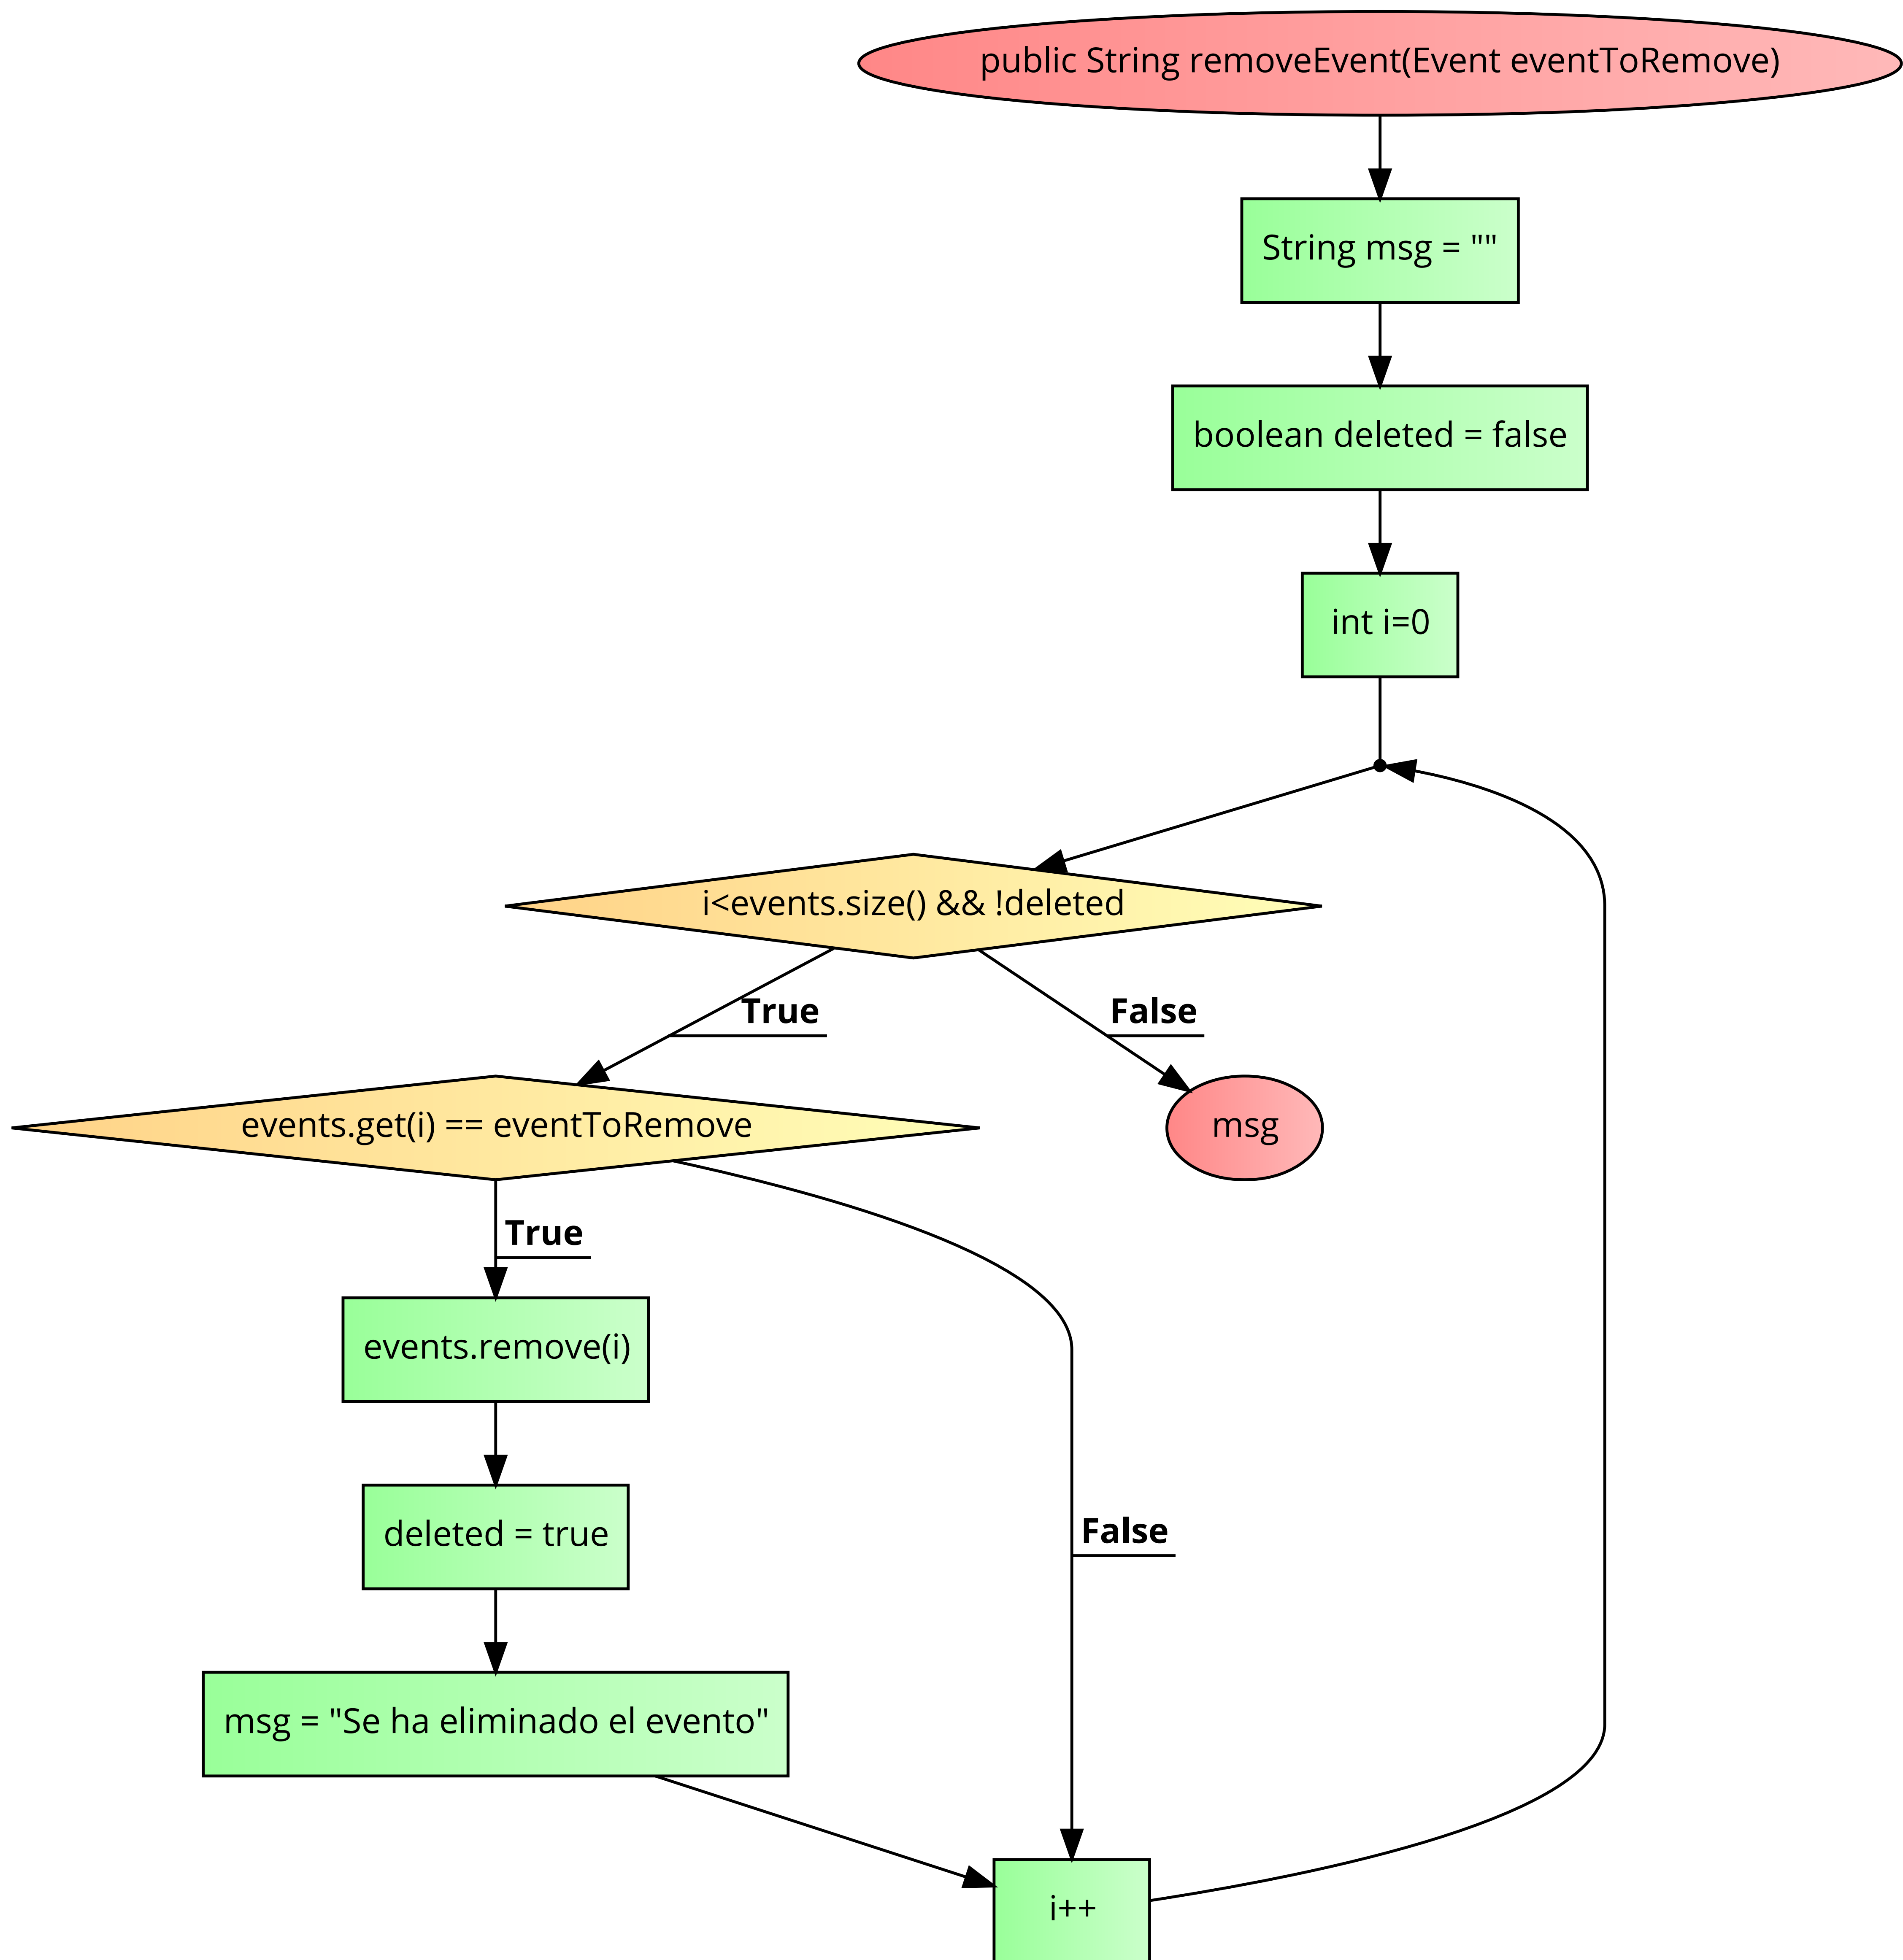 public String removeEvent(Event eventToRemove)
String msg = ""
boolean deleted = false
int i=0
i<events.size() && !deleted
True
False
events.get(i) == eventToRemove
msg
True
events.remove(i)
deleted = true
False
msg = "Se ha eliminado el evento"
i++